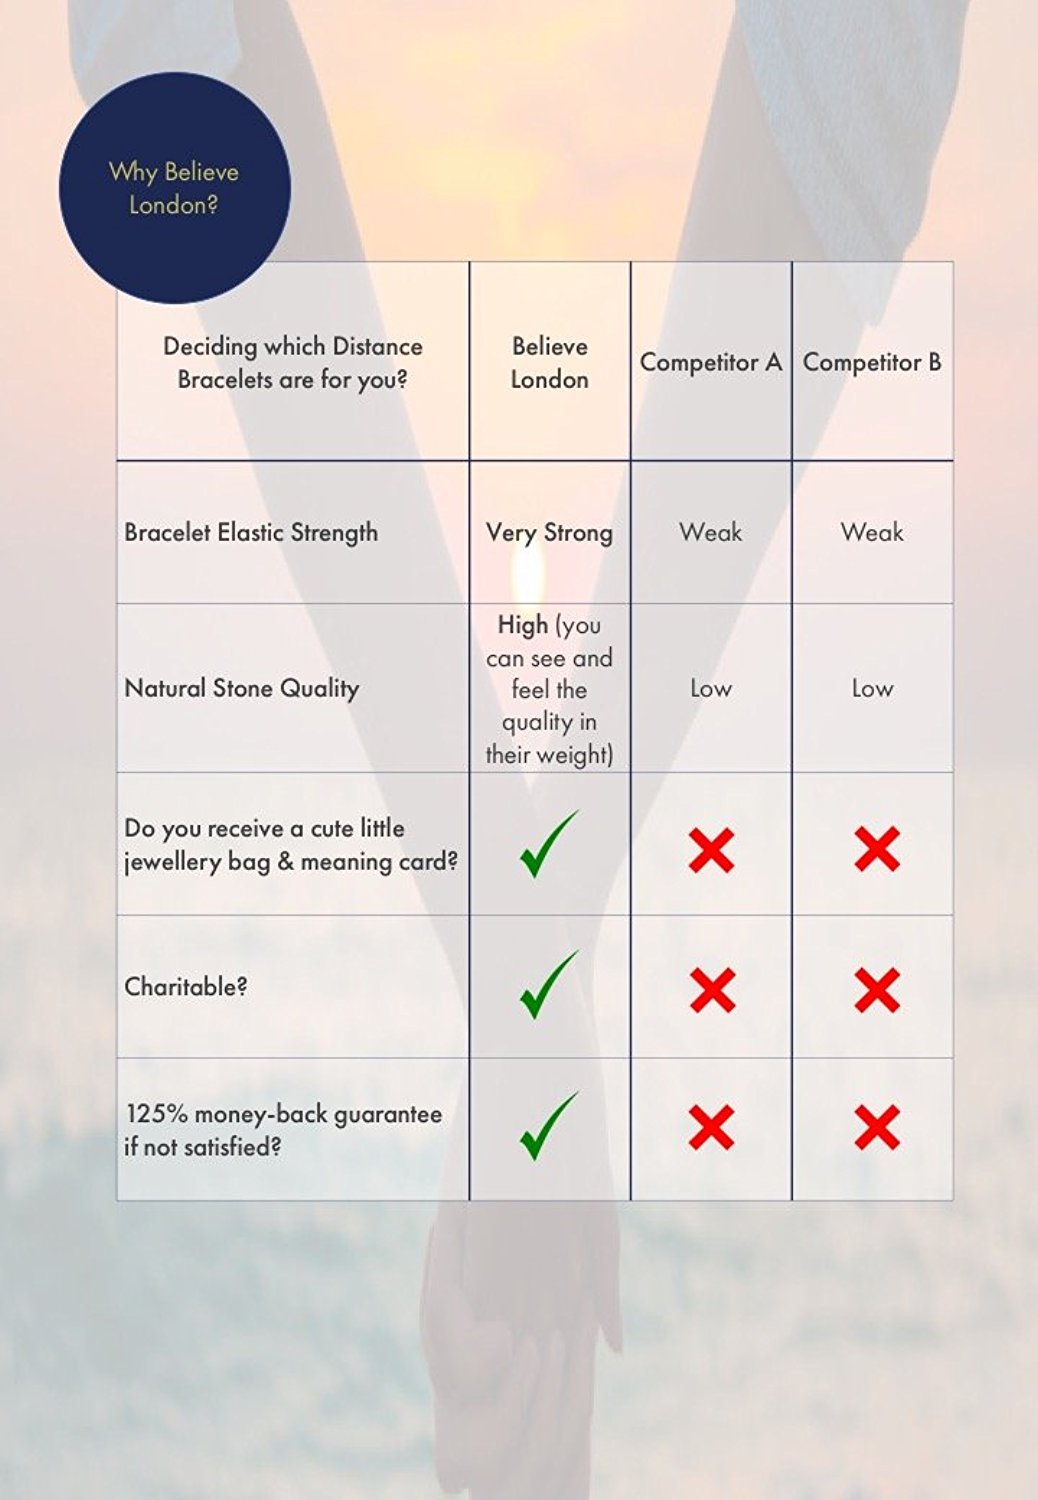 Why Believe
London?
Deciding which Distance
Bracelets are for you?
Believe
London
Competitor A
Competitor B
Bracelet Elastic Strength
Very Strong
Weak
Weak
Natural Stone Quality
High (you
can see and
feel the
quality in
their weight)
Low
Low
Do you receive a cute little
jewellery bag & meaning card?
Charitable?
125% money-back guarantee
if not satisfied?